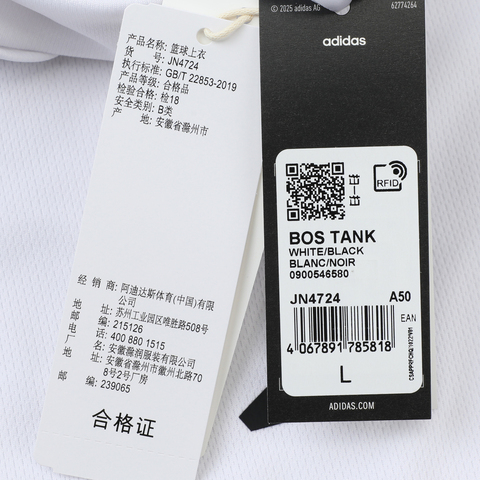 产品名称: 篮球上衣
货　　号: JN4724
执行标准: GB/T 22853-2019
产品等级: 合格品
检验合格: 检18
安全类别: B类
产　　地: 安徽省滁州市
经 销 商: 阿迪达斯体育(中国)有限
公司
地　　址: 苏州工业园区唯胜路508号
邮　　编: 215126
电　　话: 400 880 1515
厂　　名: 安徽滁润服装有限公司
地　　址: 安徽省滁州市徽州北路70
8号2号厂房
邮　　编: 239065
合格证
© 2025 adidas AG
62774264
adidas
RFID
BOS TANK
WHITE/BLACK
BLANC/NOIR
0900546580
JN4724 A50
EAN
4 067891 785818
L
ADIDAS.COM